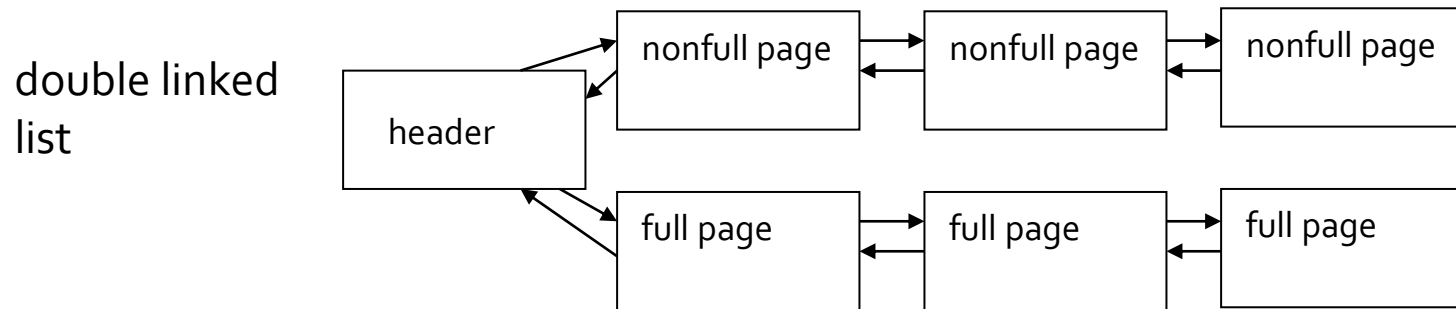 double linked
list
header
nonfull page
nonfull page
nonfull page
full page
full page
full page